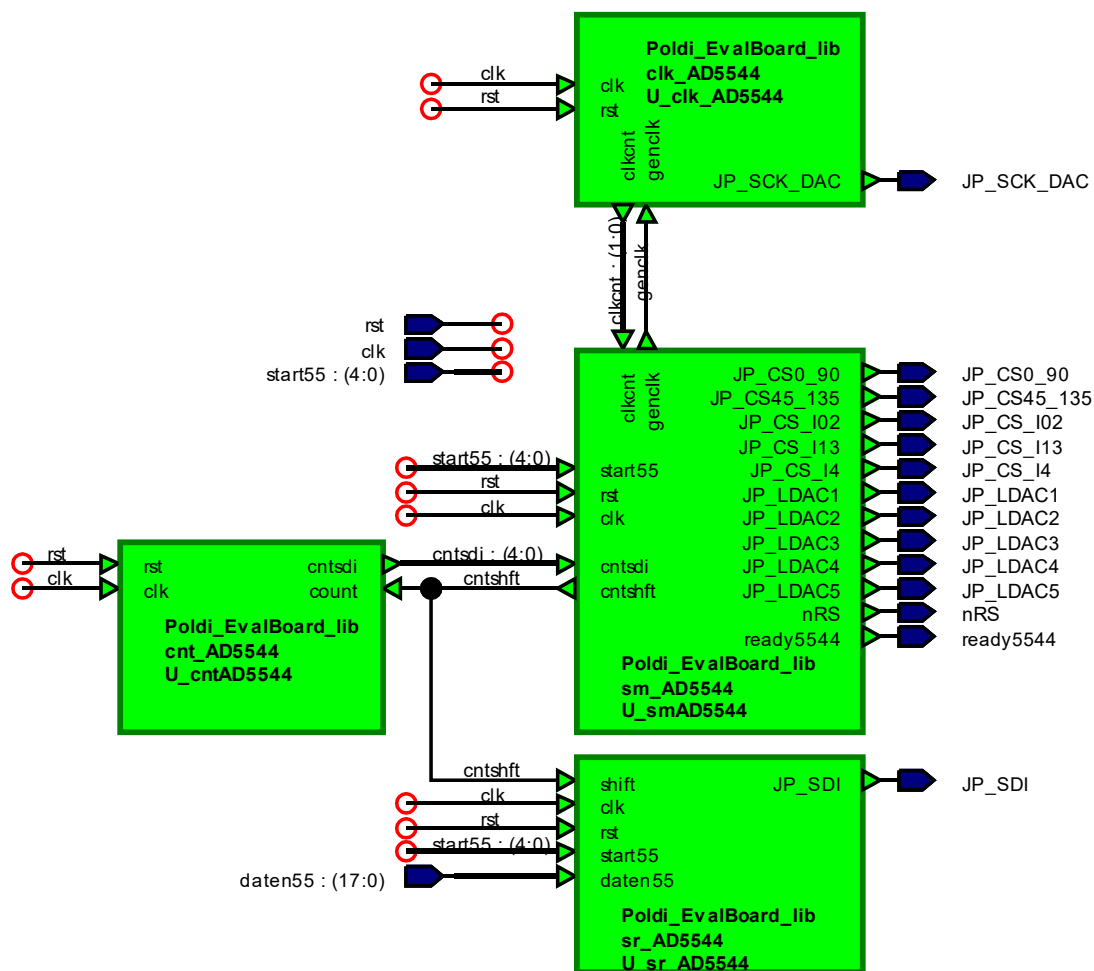 Poldi_EvalBoard_lib
clk_AD5544
U_clk_AD5544
clk
rst
clk
rst
clkcnt
genclk
JP_SCK_DAC
JP_SCK_DAC
clkcnt : (1:0)
genclk
rst
clk
start55 : (4:0)
clkcnt
genclk
JP_CS0_90
JP_CS0_90
JP_CS45_135
JP_CS45_135
JP_CS_I02
JP_CS_I02
JP_CS_I13
JP_CS_I13
start55 : (4:0)
start55
JP_CS_I4
JP_CS_I4
rst
rst
JP_LDAC1
JP_LDAC1
clk
clk
JP_LDAC2
JP_LDAC2
JP_LDAC3
JP_LDAC3
rst
rst
cntsdi
cntsdi : (4:0)
cntsdi
JP_LDAC4
JP_LDAC4
clk
clk
count
cntshft
cntshft
JP_LDAC5
JP_LDAC5
nRS
nRS
ready5544
ready5544
Poldi_EvalBoard_lib
cnt_AD5544
U_cntAD5544
Poldi_EvalBoard_lib
sm_AD5544
U_smAD5544
cntshft
shift
JP_SDI
JP_SDI
clk
clk
rst
rst
start55 : (4:0)
start55
daten55 : (17:0)
daten55
Poldi_EvalBoard_lib
sr_AD5544
U_sr_AD5544